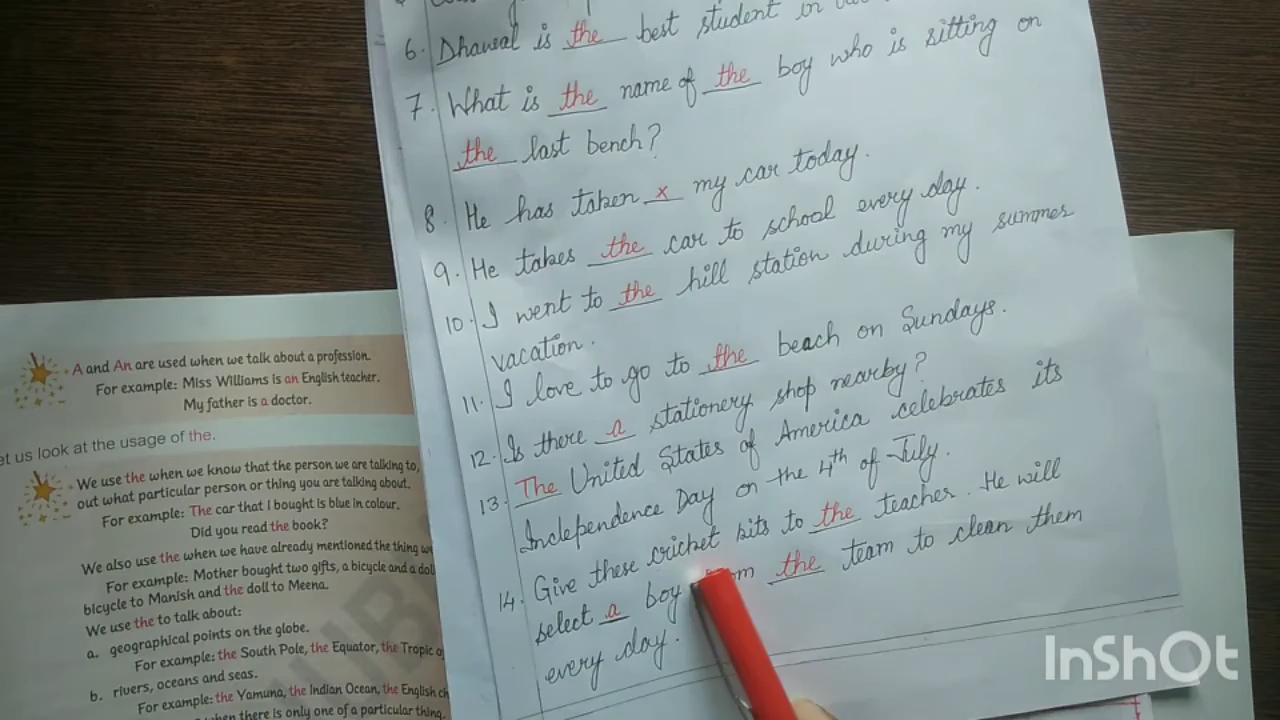 6. Dhawal is the best student in
7. What is the name of the boy who is sitting on
the last bench?
8. He has taken x my car today.
9. He takes the car to school every day.
10. I went to the hill station during my summer
vacation.
11. I love to go to the beach on Sundays.
12. Is there a stationery shop nearby?
13. The United States of America celebrates its
Independence Day on the 4th of July.
14. Give these cricket kits to the teacher. He will
select a boy from the team to clean them
every day.
A and An are used when we talk about a profession.
For example: Miss Williams is an English teacher.
My father is a doctor.
et us look at the usage of the.
We use the when we know that the person we are talking to,
out what particular person or thing you are talking about.
For example: The car that I bought is blue in colour.
Did you read the book?
We also use the when we have already mentioned the thing
For example: Mother bought two gifts, a bicycle and a
bicycle to Manish and the doll to Meena.
We use the to talk about:
a. geographical points on the globe.
For example: the South Pole, the Equator, the Tropic
b. rivers, oceans and seas.
For example: the Yamuna, the Indian Ocean, the English
when there is only one of a particular thing.
InShOt